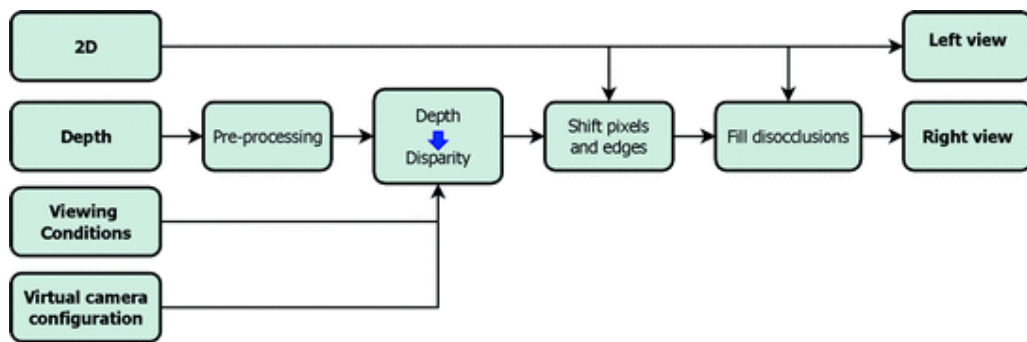 2D
Left view
Depth
Pre-processing
Depth
Disparity
Shift pixels
and edges
Fill disocclusions
Right view
Viewing
Conditions
Virtual camera
configuration